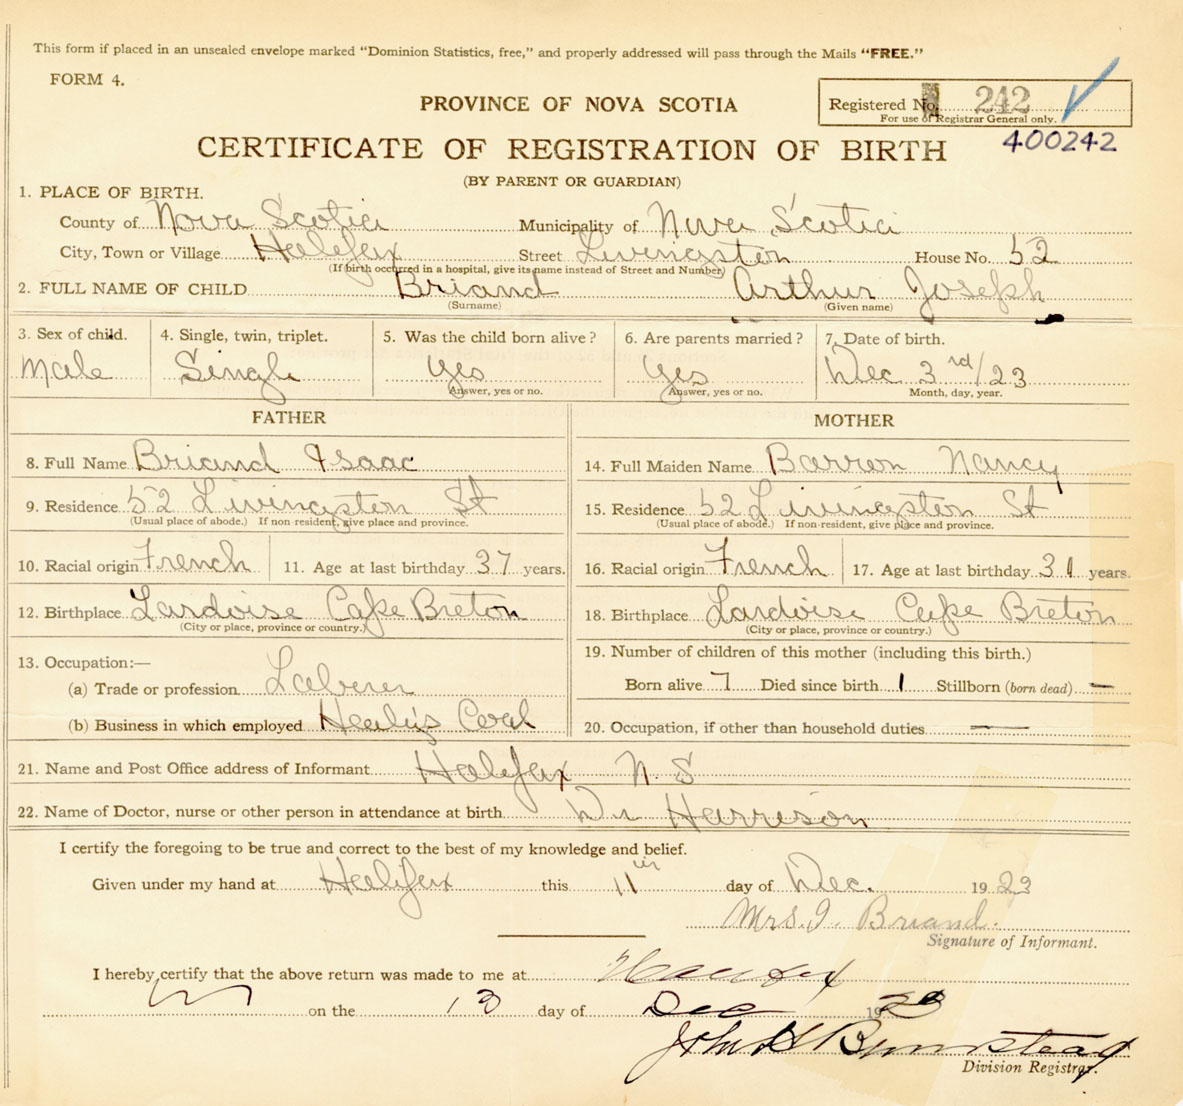 This form if placed in an unsealed envelope marked "Dominion Statistics, free," and properly addressed will pass through the Mails "FREE."
FORM 4.
PROVINCE OF NOVA SCOTIA
Registered No. 242
For use of Registrar General only.
400242
CERTIFICATE OF REGISTRATION OF BIRTH
(BY PARENT OR GUARDIAN)
1. PLACE OF BIRTH.
County of Nova Scotia Municipality of Nova Scotia
City, Town or Village Halifax Street Livingston House No. 52
(If birth occurred in a hospital, give its name instead of Street and Number)
2. FULL NAME OF CHILD Briand Arthur Joseph
(Surname) (Given name)
3. Sex of child. 4. Single, twin, triplet. 5. Was the child born alive? 6. Are parents married? 7. Date of birth.
Male Single Yes Yes Dec 3rd/23
Answer, yes or no. Answer, yes or no. Month, day, year.
FATHER
8. Full Name Briand Isaac
9. Residence 52 Livingston St
(Usual place of abode.) If non-resident, give place and province.
10. Racial origin French 11. Age at last birthday 37 years.
12. Birthplace Lardoise Cape Breton
(City or place, province or country.)
13. Occupation:—
(a) Trade or profession Laberer
(b) Business in which employed Healy's Coal
MOTHER
14. Full Maiden Name Barron Nancy
15. Residence 52 Livingston St
(Usual place of abode.) If non-resident, give place and province.
16. Racial origin French 17. Age at last birthday 31 years.
18. Birthplace Lardoise Cape Breton
(City or place, province or country.)
19. Number of children of this mother (including this birth.)
Born alive 7 Died since birth 1 Stillborn (born dead) —
20. Occupation, if other than household duties —
21. Name and Post Office address of Informant Halifax N. S
22. Name of Doctor, nurse or other person in attendance at birth Dr Harrison
I certify the foregoing to be true and correct to the best of my knowledge and belief.
Given under my hand at Halifax this 11th day of Dec. 1923
Mrs. I. Briand.
Signature of Informant.
I hereby certify that the above return was made to me at Halifax
on the 13 day of Dec 1923
John H Bumstead
Division Registrar.